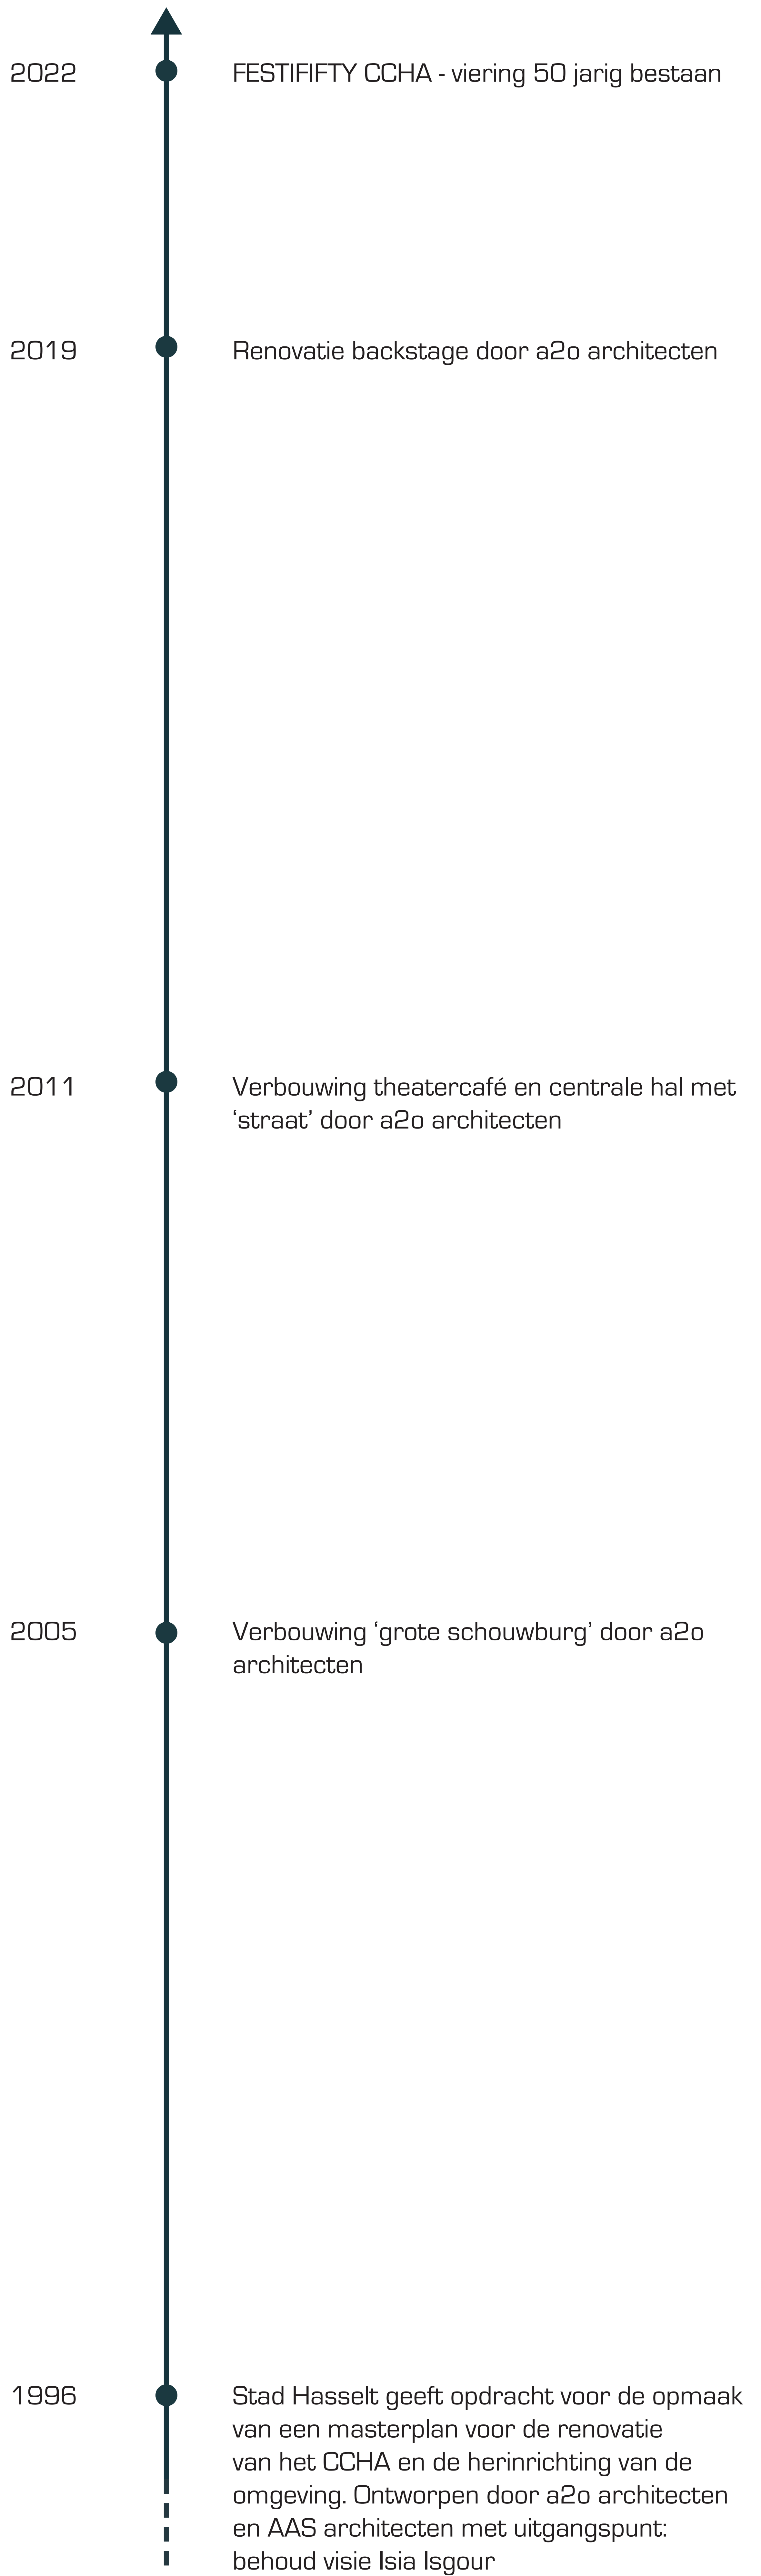 2022
FESTIFIFTY CCHA - viering 50 jarig bestaan
2019
Renovatie backstage door a2o architecten
2011
Verbouwing theatercafé en centrale hal met
‘straat’ door a2o architecten
2005
Verbouwing ‘grote schouwburg’ door a2o
architecten
1996
Stad Hasselt geeft opdracht voor de opmaak
van een masterplan voor de renovatie
van het CCHA en de herinrichting van de
omgeving. Ontworpen door a2o architecten
en AAS architecten met uitgangspunt:
behoud visie Isia Isgour